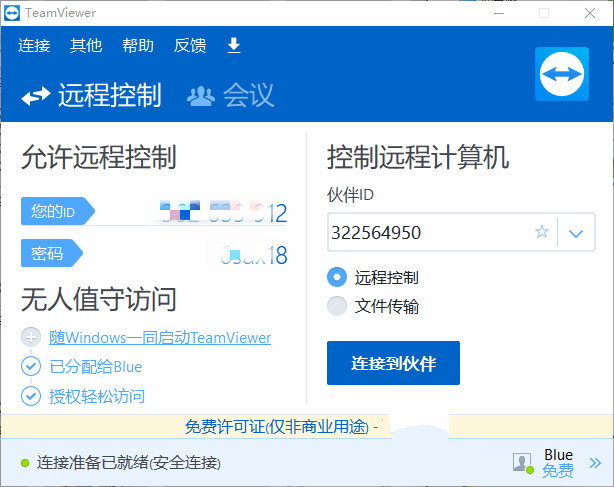 TeamViewer
连接 其他 帮助 反馈
远程控制 会议
允许远程控制
您的ID
密码
无人值守访问
随Windows一同启动TeamViewer
已分配给Blue
授权轻松访问
控制远程计算机
伙伴ID
322564950
远程控制
文件传输
连接到伙伴
免费许可证(仅非商业用途) -
连接准备已就绪(安全连接)
Blue
免费